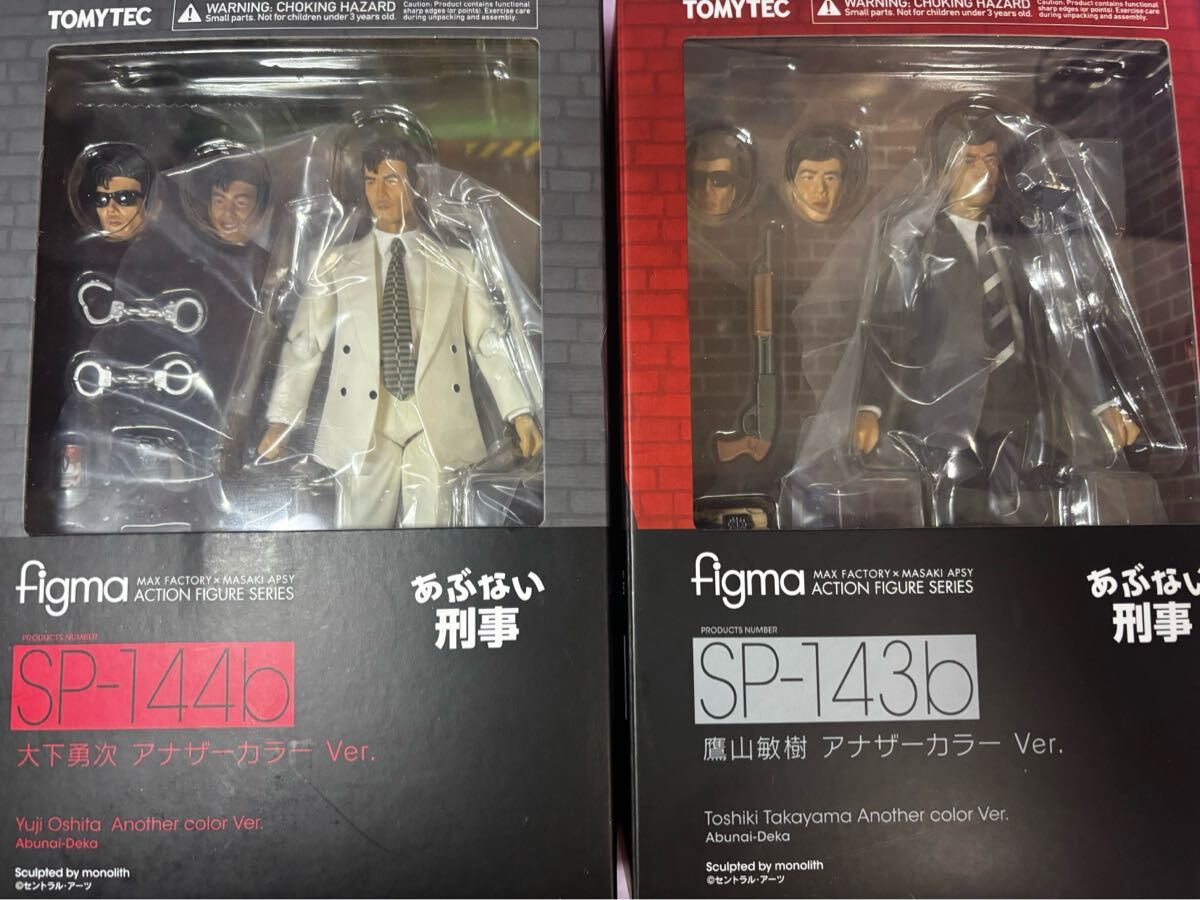 TOMYTEC
WARNING: CHOKING HAZARD
Small parts. Not for children under 3 years old.
Caution: Product contains functional
sharp edges (or points). Exercise care
during unpacking and assembly.
figma
MAX FACTORY×MASAKI APSY
ACTION FIGURE SERIES
あぶない
刑事
PRODUCTS NUMBER
SP-144b
大下勇次 アナザーカラー Ver.
Yuji Oshita Another color Ver.
Abunai-Deka
Sculpted by monolith
©セントラル・アーツ
TOMYTEC
WARNING: CHOKING HAZARD
Small parts. Not for children under 3 years old.
Caution: Product contains functional
sharp edges (or points). Exercise care
during unpacking and assembly.
figma
MAX FACTORY×MASAKI APSY
ACTION FIGURE SERIES
あぶない
刑事
PRODUCTS NUMBER
SP-143b
鷹山敏樹 アナザーカラー Ver.
Toshiki Takayama Another color Ver.
Abunai-Deka
Sculpted by monolith
©セントラル・アーツ